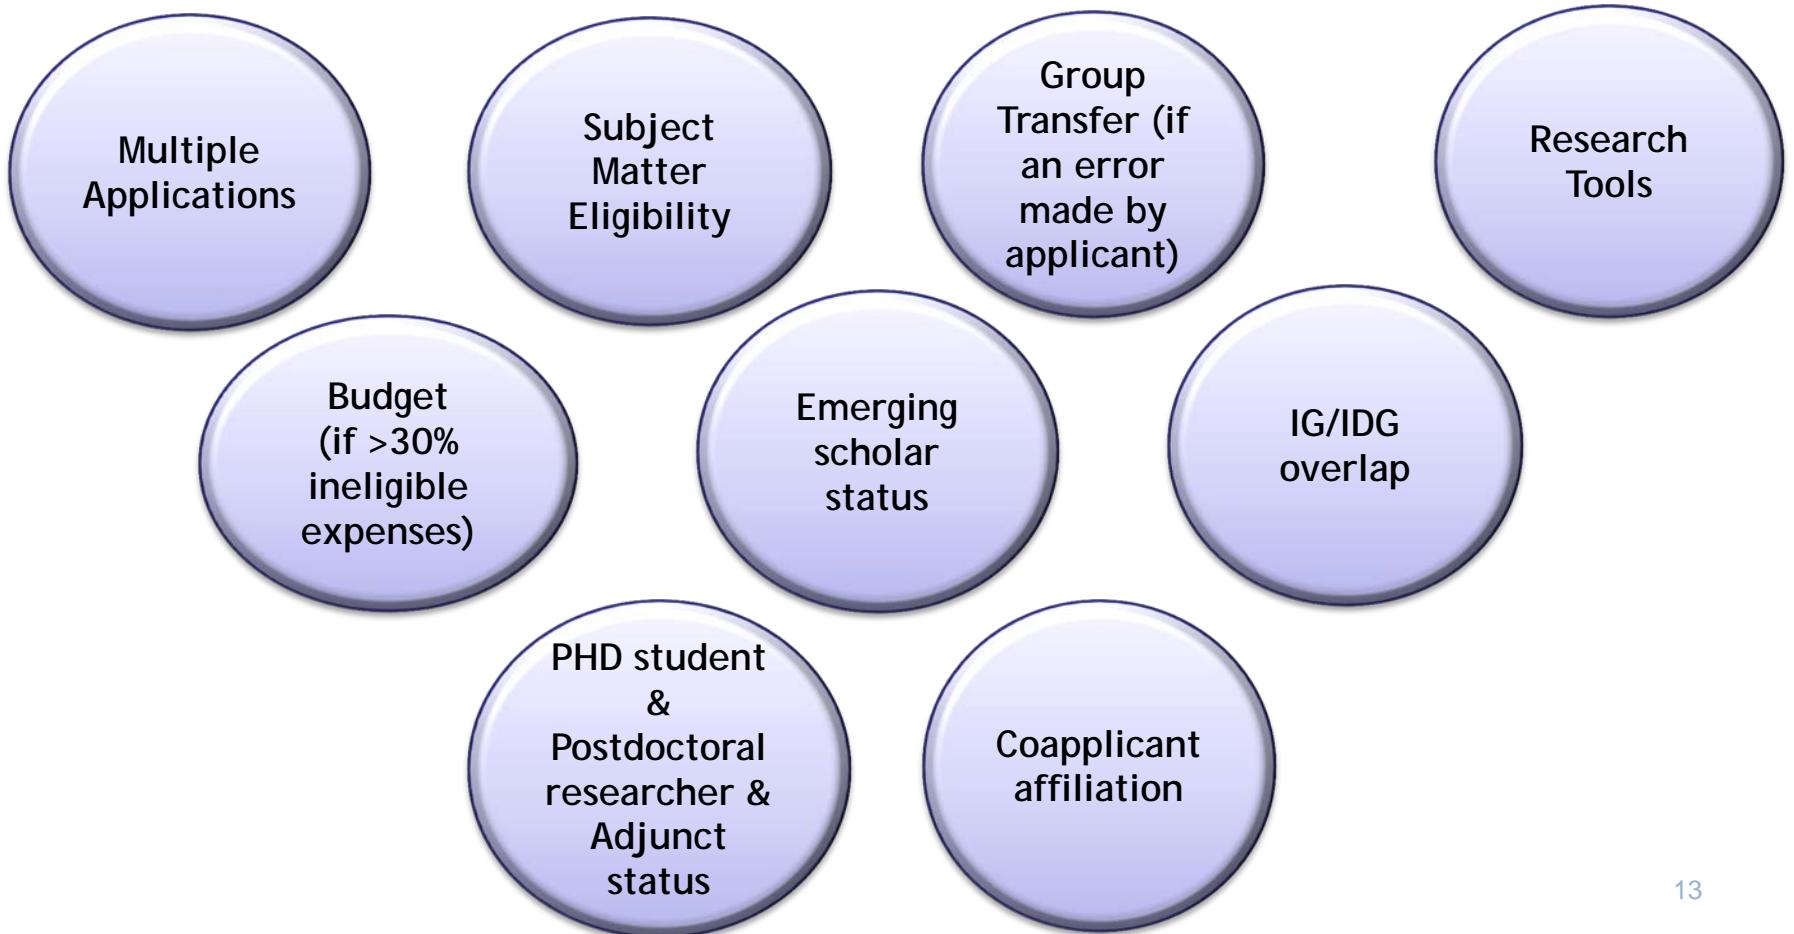 Multiple
Applications
Subject
Matter
Eligibility
Group
Transfer (if
an error
made by
applicant)
Research
Tools
Budget
(if >30%
ineligible
expenses)
Emerging
scholar
status
IG/IDG
overlap
PHD student
&
Postdoctoral
researcher &
Adjunct
status
Coapplicant
affiliation
13